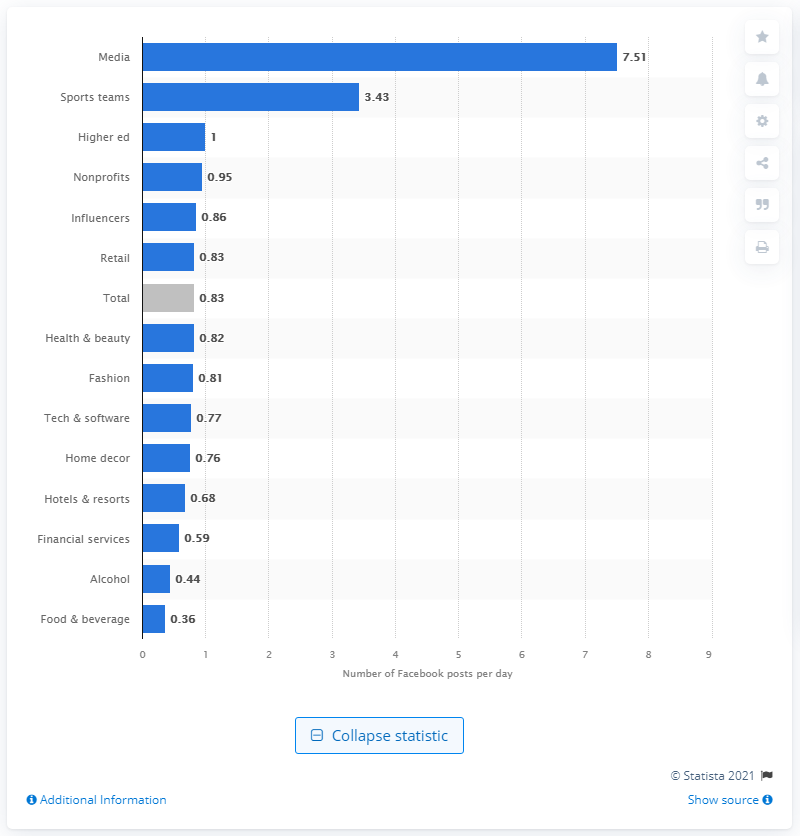 Media 7.51
Sports teams 3.43
Higher ed 1
Nonprofits 0.95
Influencers 0.86
Retail 0.83
Total 0.83
Health & beauty 0.82
Fashion 0.81
Tech & software 0.77
Home decor 0.76
Hotels & resorts 0.68
Financial services 0.59
Alcohol 0.44
Food & beverage 0.36
0 1 2 3 4 5 6 7 8 9
Number of Facebook posts per day
Collapse statistic
© Statista 2021
Additional Information Show source